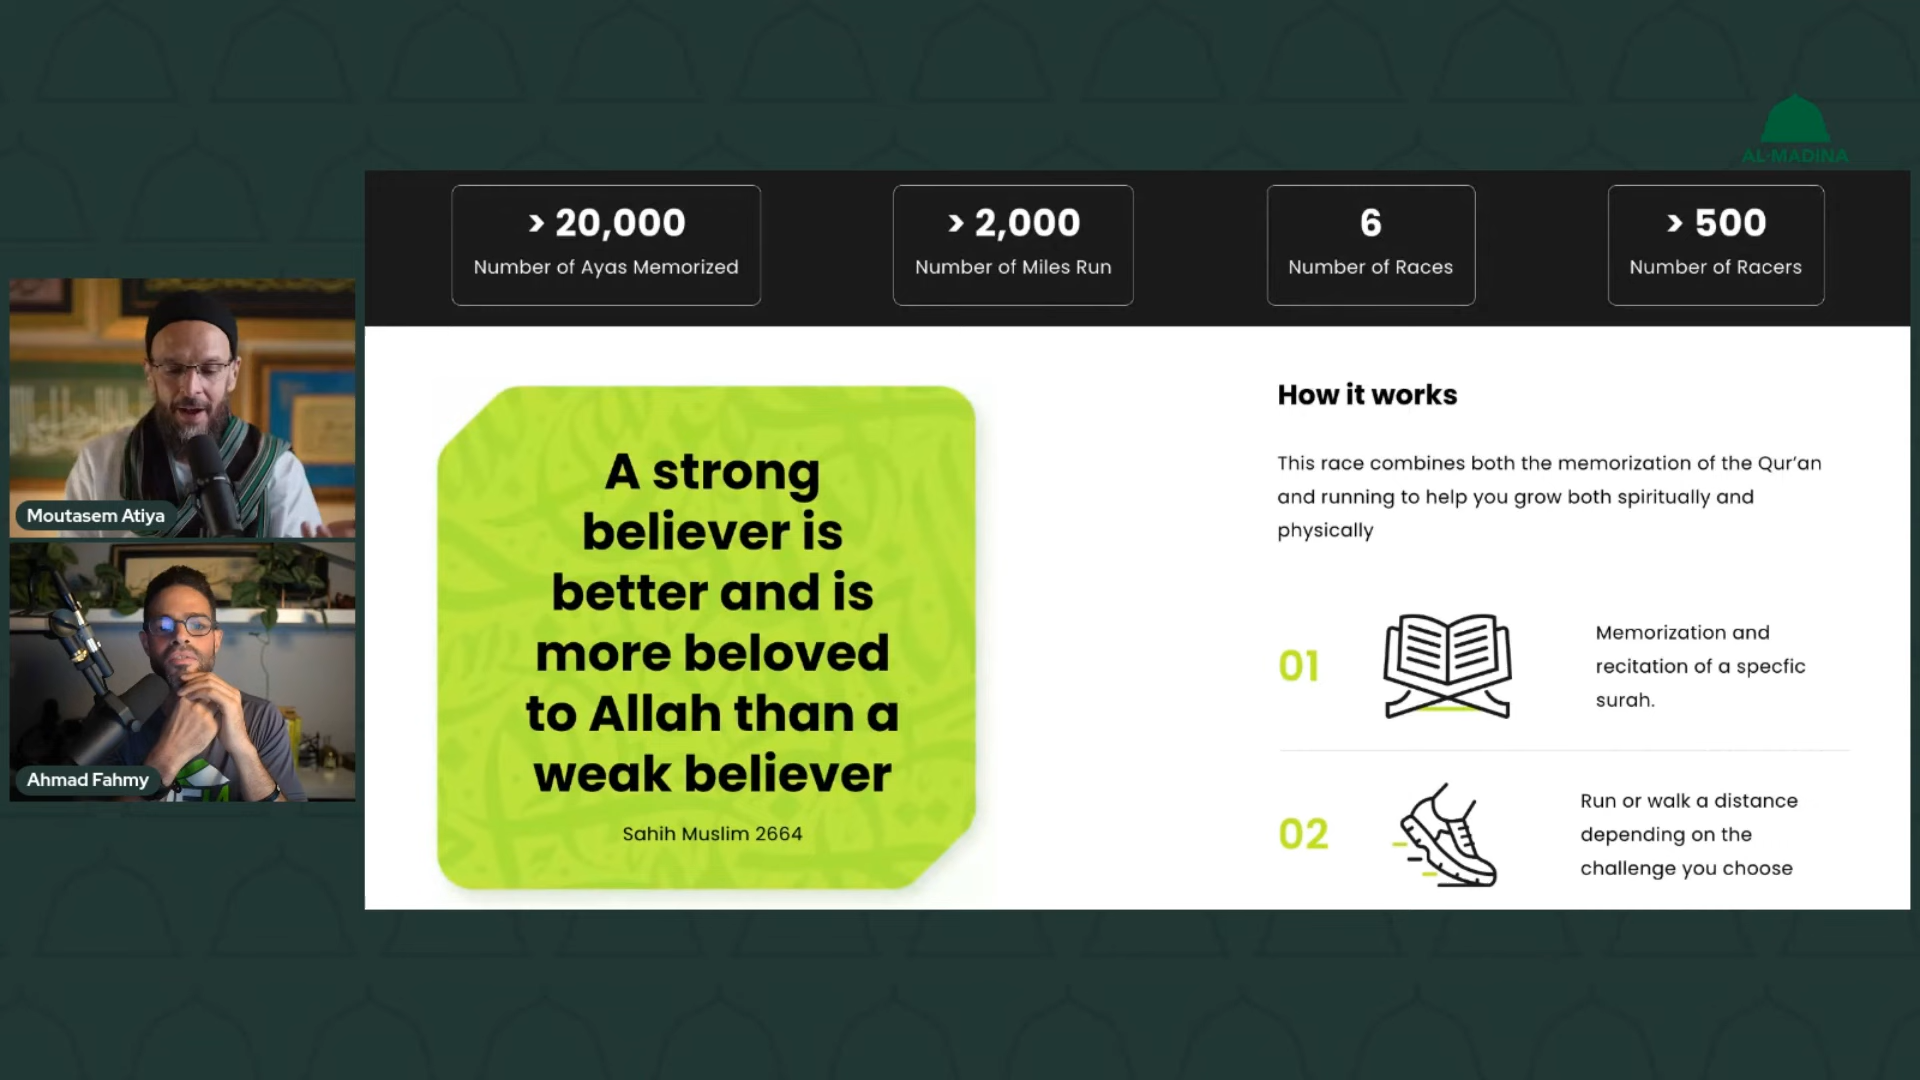 AL-MADINA
> 20,000
Number of Ayas Memorized
> 2,000
Number of Miles Run
6
Number of Races
> 500
Number of Racers
Moutasem Atiya
Ahmad Fahmy
A strong
believer is
better and is
more beloved
to Allah than a
weak believer
Sahih Muslim 2664
How it works
This race combines both the memorization of the Qur’an
and running to help you grow both spiritually and
physically
01
Memorization and
recitation of a specfic
surah.
02
Run or walk a distance
depending on the
challenge you choose